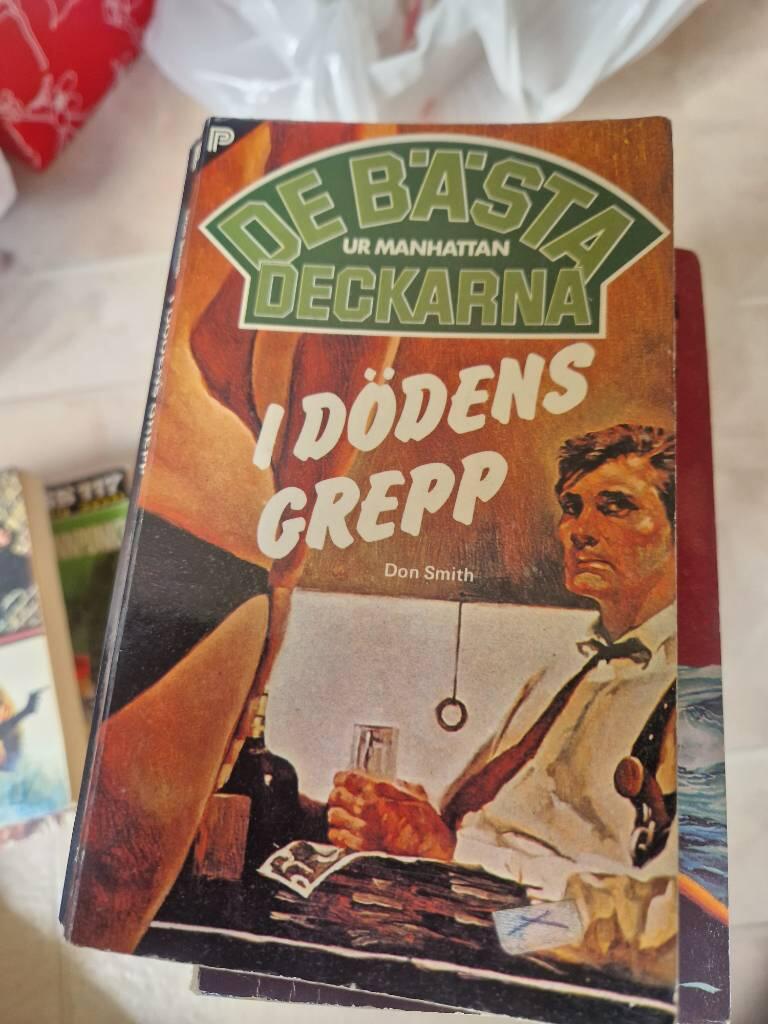 P
DE BÄSTA
UR MANHATTAN
DECKARNA
I DÖDENS
GREPP
Don Smith
X